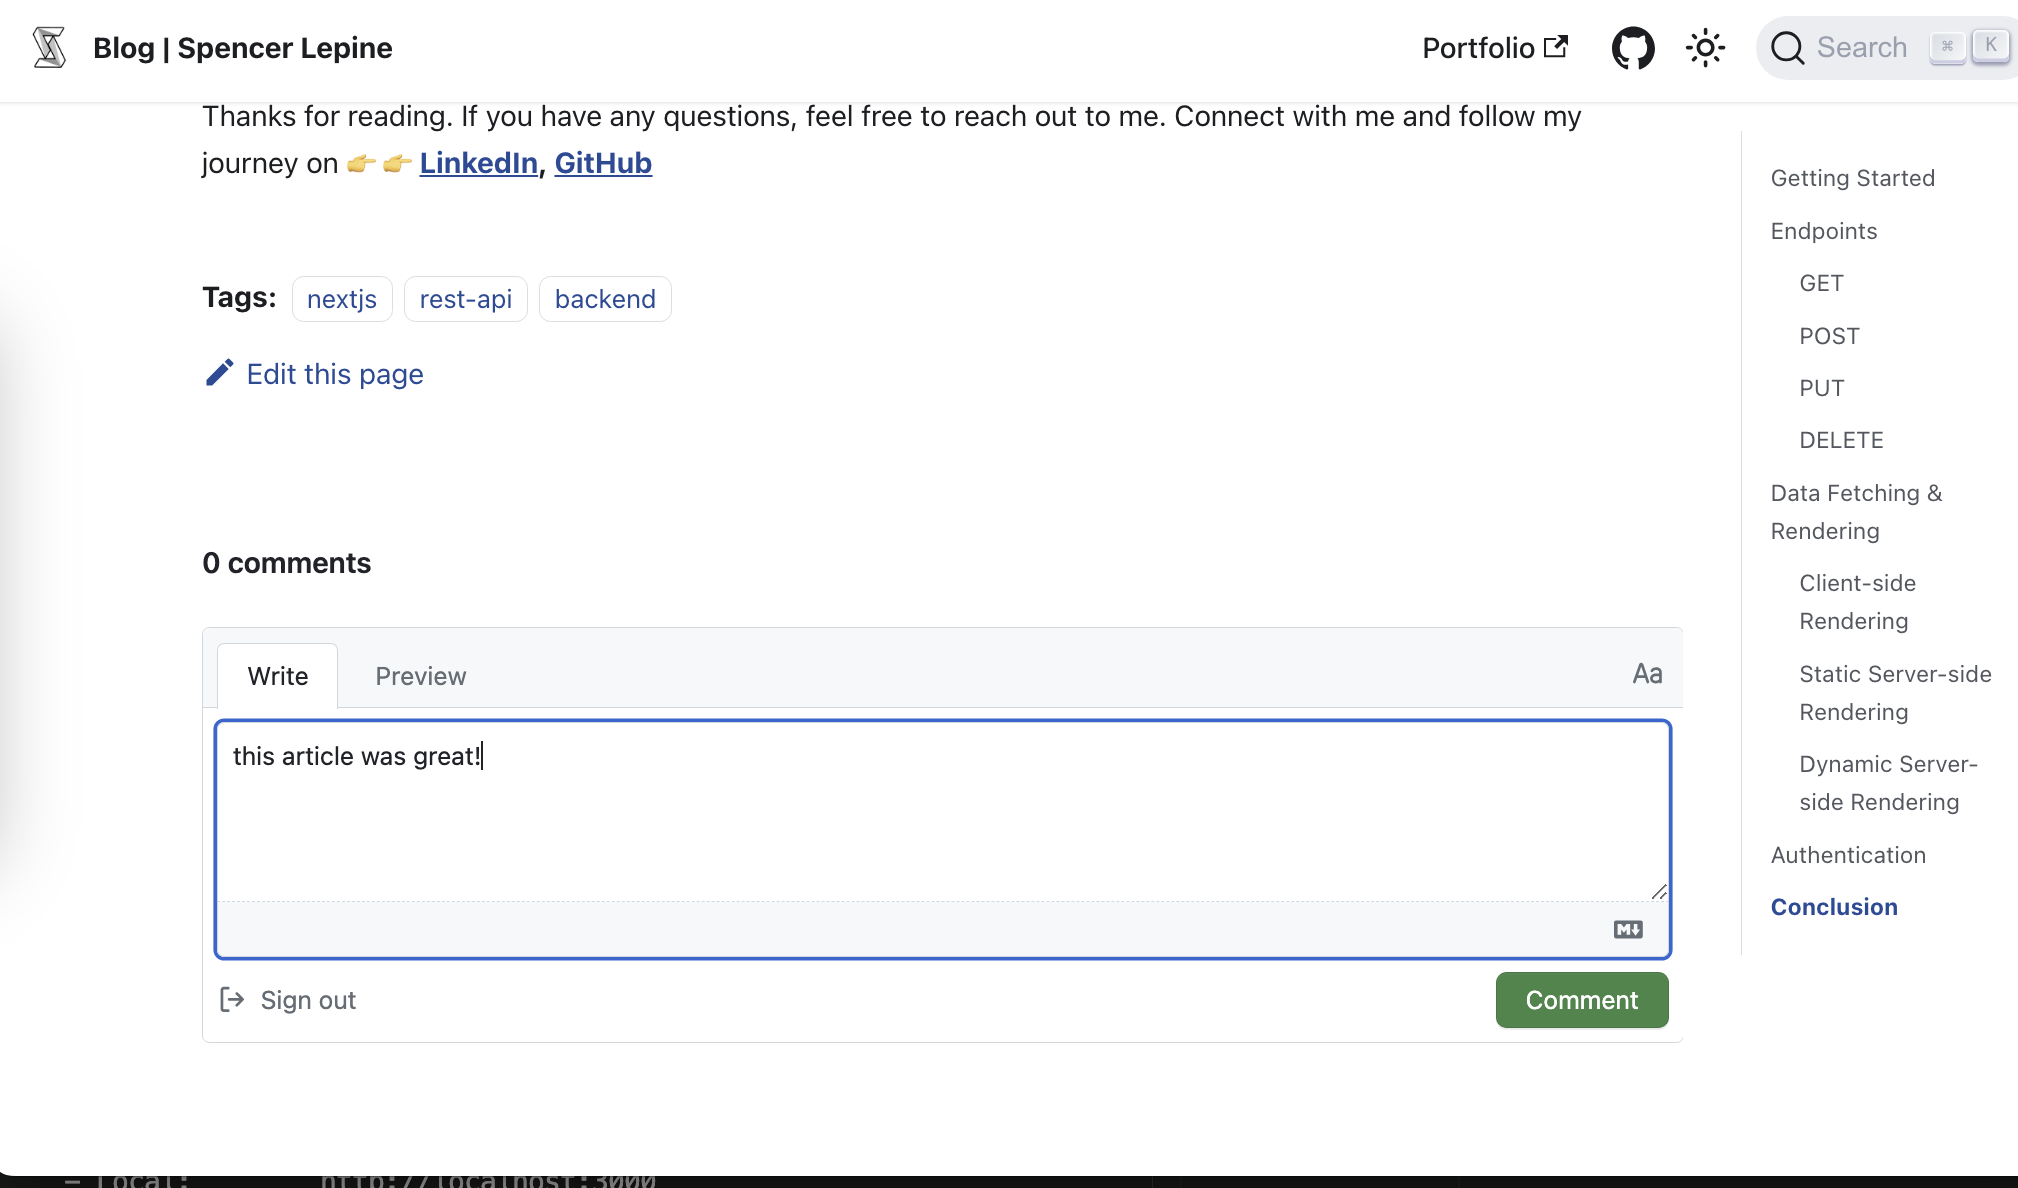 Blog | Spencer Lepine
Portfolio
Search
⌘ K
Thanks for reading. If you have any questions, feel free to reach out to me. Connect with me and follow my
journey on 👉 👉 LinkedIn, GitHub
Tags: nextjs rest-api backend
Edit this page
0 comments
Write Preview Aa
this article was great!
M↓
Sign out
Comment
Getting Started
Endpoints
GET
POST
PUT
DELETE
Data Fetching &
Rendering
Client-side
Rendering
Static Server-side
Rendering
Dynamic Server-
side Rendering
Authentication
Conclusion
– Local: http://localhost:3000